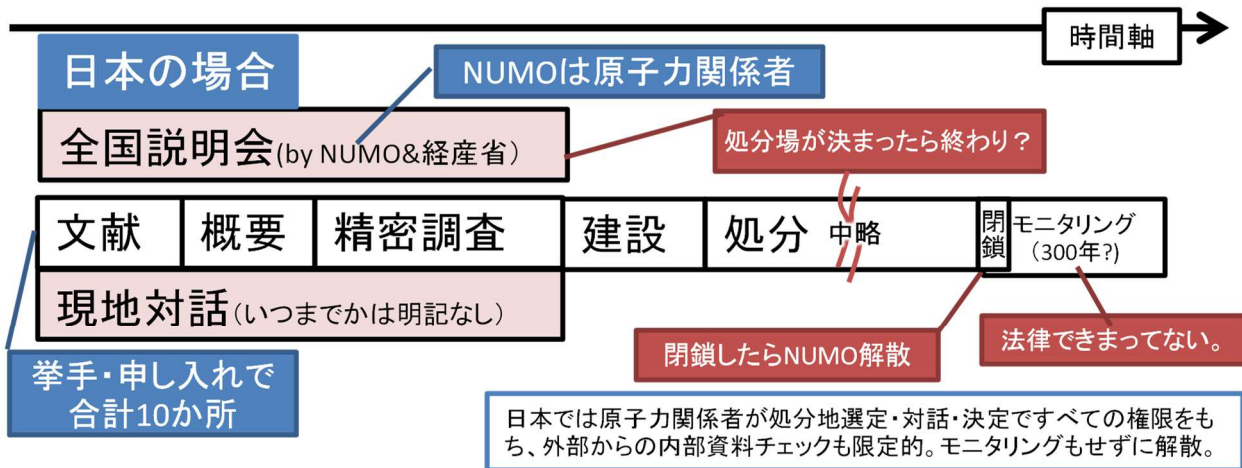 時間軸
日本の場合
NUMOは原子力関係者
全国説明会(by NUMO&経産省)
処分場が決まったら終わり?
文献
概要
精密調査
建設
処分
中略
閉鎖
モニタリング
(300年?)
現地対話(いつまでかは明記なし)
閉鎖したらNUMO解散
法律できまってない。
挙手・申し入れで
合計10か所
日本では原子力関係者が処分地選定・対話・決定ですべての権限をも
ち、外部からの内部資料チェックも限定的。モニタリングもせずに解散。